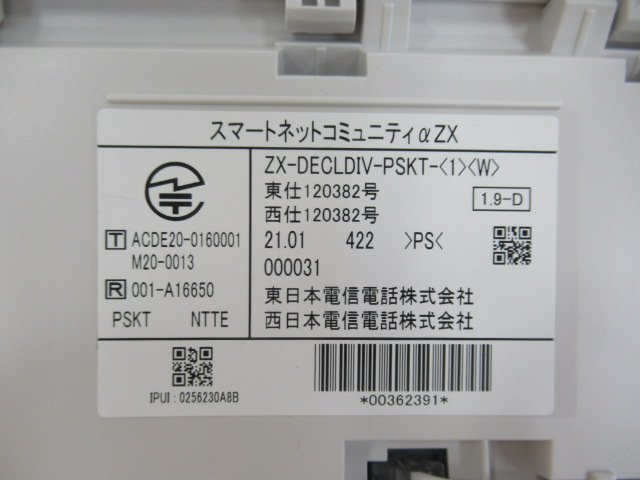 スマートネットコミュニティαZX
ZX-DECLDIV-PSKT-<1><W>
東仕120382号
西仕120382号
1.9-D
21.01 422 >PS<
000031
東日本電信電話株式会社
西日本電信電話株式会社
T ACDE20-0160001
M20-0013
R 001-A16650
PSKT NTTE
IPUI : 0256230A8B
*00362391*